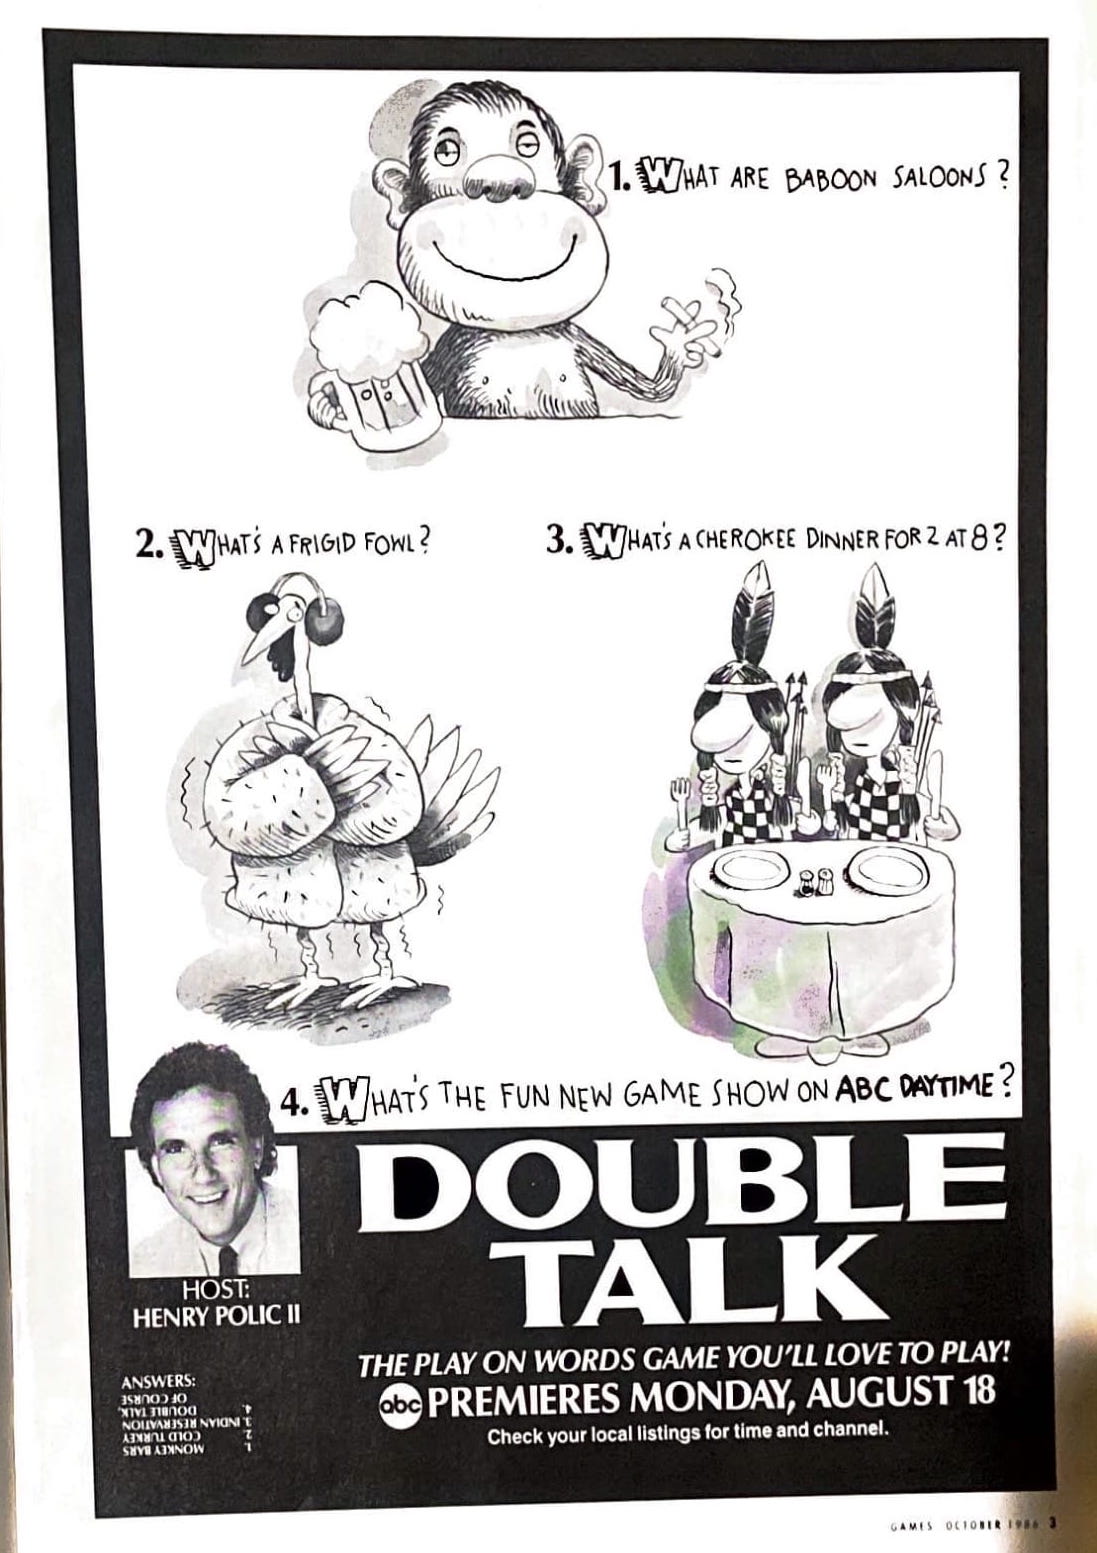 1. WHAT ARE BABOON SALOONS?
2. WHAT'S A FRIGID FOWL?
3. WHAT'S A CHEROKEE DINNER FOR 2 AT 8?
4. WHAT'S THE FUN NEW GAME SHOW ON ABC DAYTIME?
DOUBLE
TALK
HOST:
HENRY POLIC II
THE PLAY ON WORDS GAME YOU'LL LOVE TO PLAY!
abc PREMIERES MONDAY, AUGUST 18
Check your local listings for time and channel.
ANSWERS:
1. MONKEY BARS
2. COLD TURKEY
3. INDIAN RESERVATION
4. DOUBLE TALK,
OF COURSE
GAMES OCTOBER 1986 3